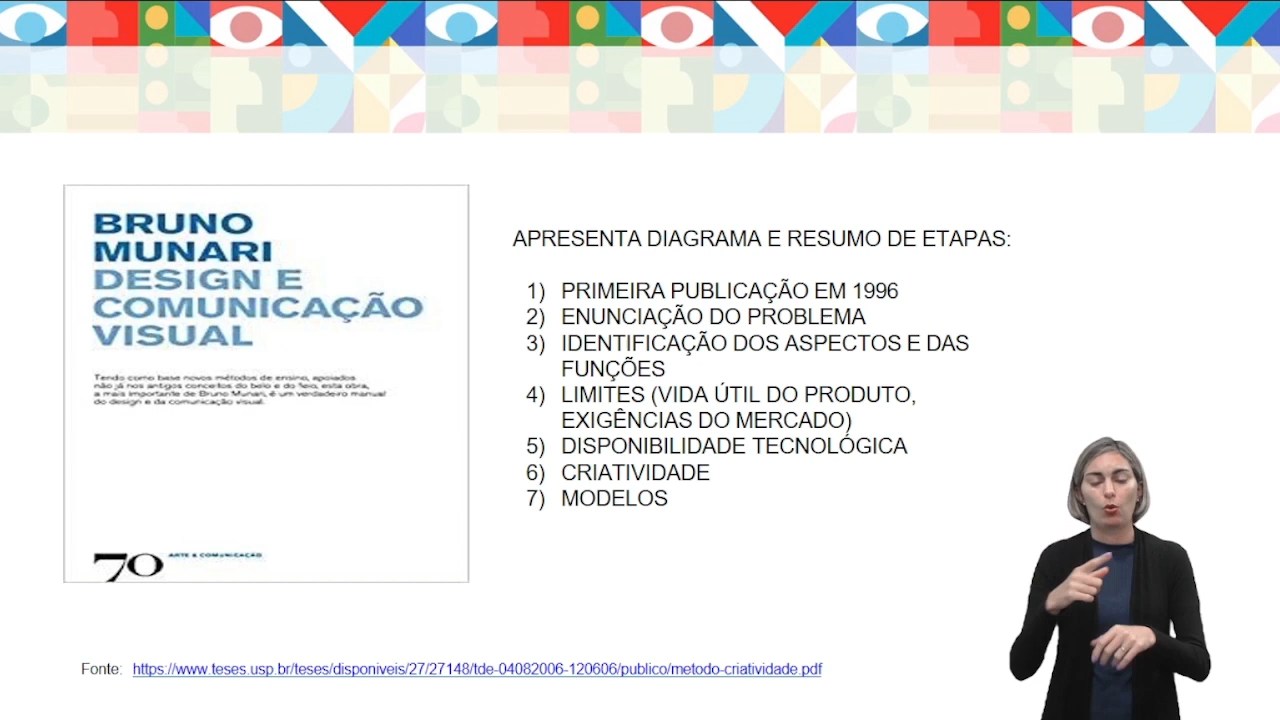 BRUNO
MUNARI
DESIGN E
COMUNICAÇÃO
VISUAL
Tendo como base novos métodos de ensino, apoiados
não já nos antigos conceitos do belo e do feio, esta obra,
a mais importante de Bruno Munari, é um verdadeiro manual
do design e da comunicação visual.
70 ARTE & COMUNICAÇÃO
APRESENTA DIAGRAMA E RESUMO DE ETAPAS:
1) PRIMEIRA PUBLICAÇÃO EM 1996
2) ENUNCIAÇÃO DO PROBLEMA
3) IDENTIFICAÇÃO DOS ASPECTOS E DAS
FUNÇÕES
4) LIMITES (VIDA ÚTIL DO PRODUTO,
EXIGÊNCIAS DO MERCADO)
5) DISPONIBILIDADE TECNOLÓGICA
6) CRIATIVIDADE
7) MODELOS
Fonte: https://www.teses.usp.br/teses/disponiveis/27/27148/tde-04082006-120606/publico/metodo-criatividade.pdf